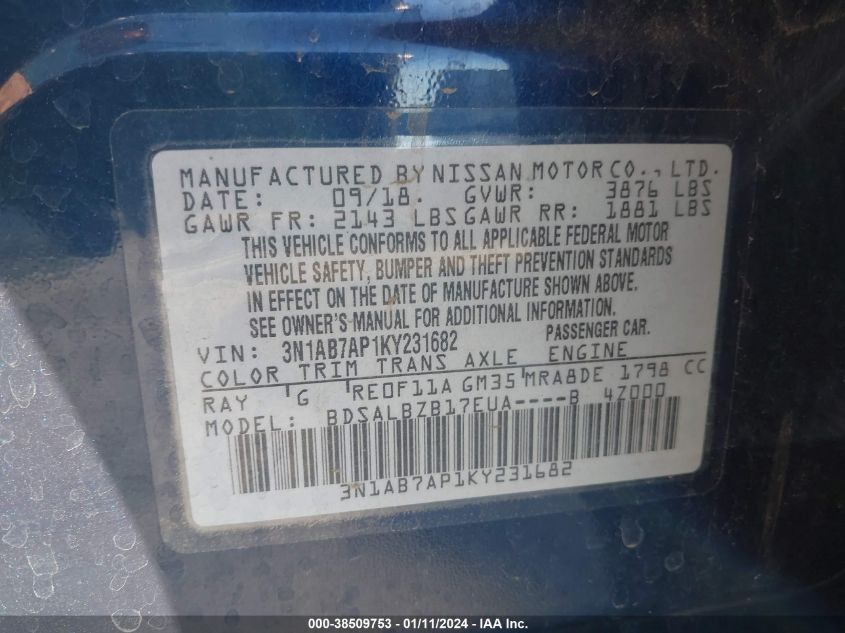 MANUFACTURED BY NISSAN MOTOR CO., LTD.
DATE: 09/18. GVWR: 3876 LBS
GAWR FR: 2143 LBS GAWR RR: 1881 LBS
THIS VEHICLE CONFORMS TO ALL APPLICABLE FEDERAL MOTOR
VEHICLE SAFETY, BUMPER AND THEFT PREVENTION STANDARDS
IN EFFECT ON THE DATE OF MANUFACTURE SHOWN ABOVE.
SEE OWNER'S MANUAL FOR ADDITIONAL INFORMATION.
VIN: 3N1AB7AP1KY231682 PASSENGER CAR.
COLOR TRIM TRANS AXLE ENGINE
RAY G RE0F11A GM35 MRA8DE 1798 CC
MODEL: BDSALBZB17EUA----B 4Z000
3N1AB7AP1KY231682
000-38509753 - 01/11/2024 - IAA Inc.